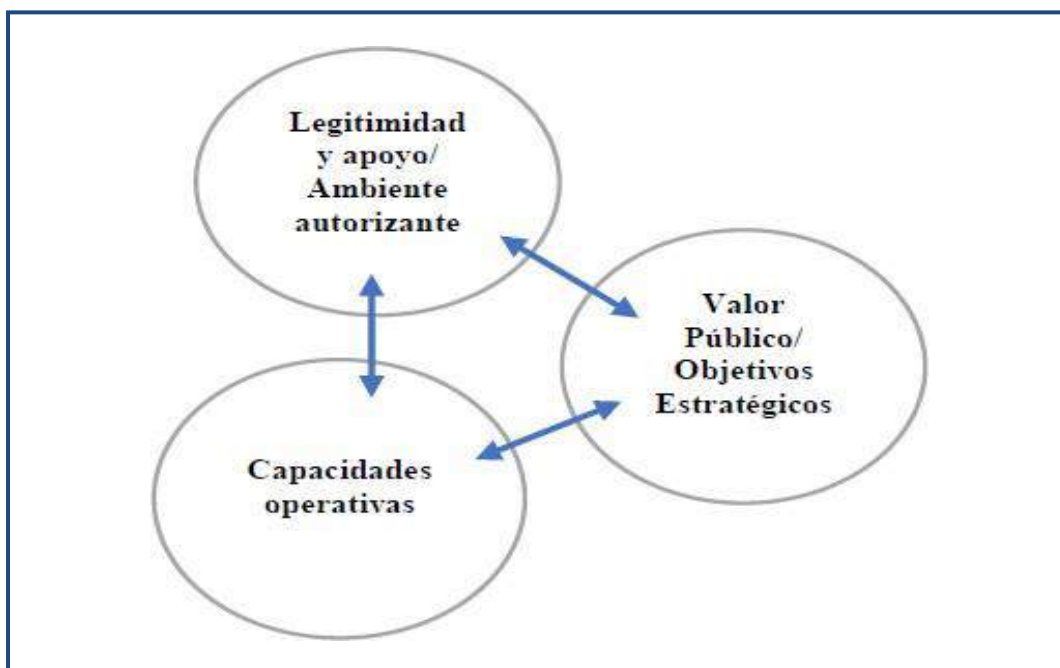 Legitimidad
y apoyo/
Ambiente
autorizante
Valor
Público/
Objetivos
Estratégicos
Capacidades
operativas